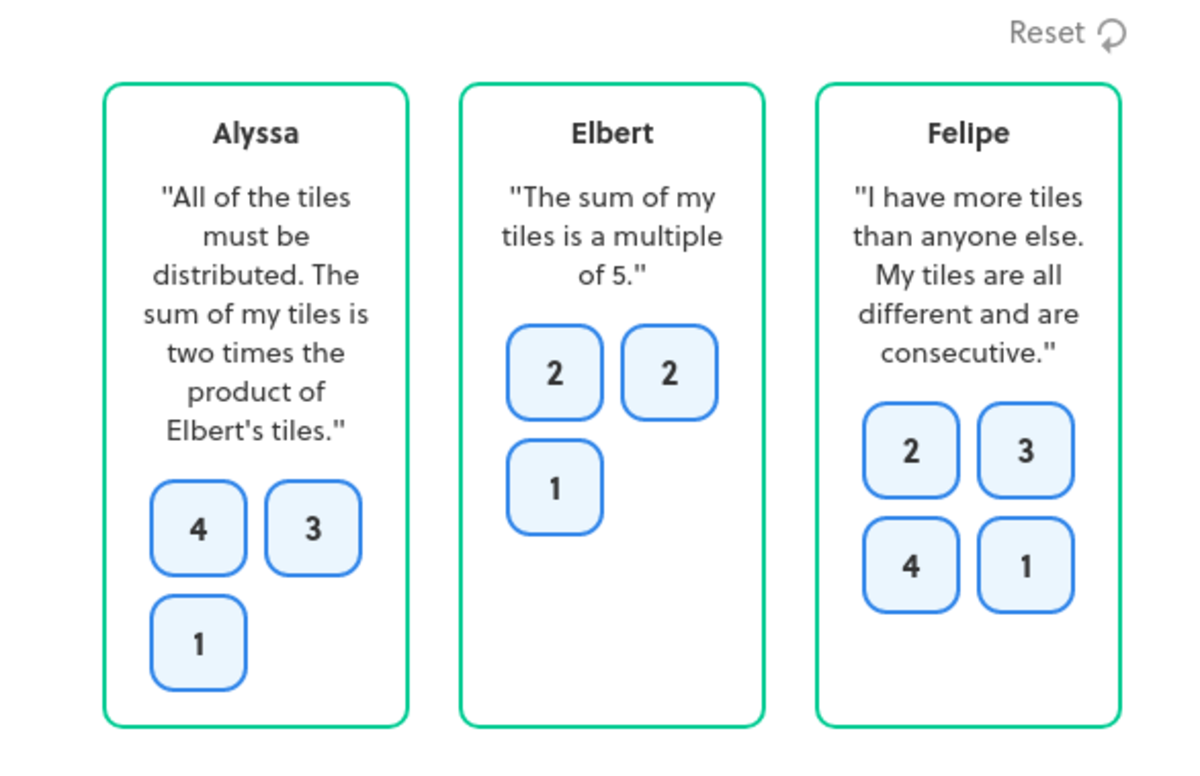 Reset
Alyssa
"All of the tiles
must be
distributed. The
sum of my tiles is
two times the
product of
Elbert's tiles."
4 3
1
Elbert
"The sum of my
tiles is a multiple
of 5."
2 2
1
FelIpe
"I have more tiles
than anyone else.
My tiles are all
different and are
consecutive."
2 3
4 1